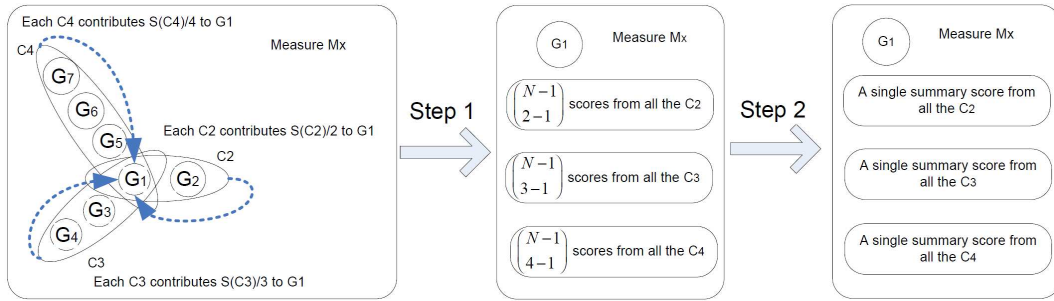 Each C4 contributes S(C4)/4 to G1
C4
Measure Mx
G7
G6
G5
Each C2 contributes S(C2)/2 to G1
C2
G1
G2
G3
G4
C3
Each C3 contributes S(C3)/3 to G1
Step 1
G1
Measure Mx
(N−1
2−1) scores from all the C2
(N−1
3−1) scores from all the C3
(N−1
4−1) scores from all the C4
Step 2
G1
Measure Mx
A single summary score from
all the C2
A single summary score from
all the C3
A single summary score from
all the C4